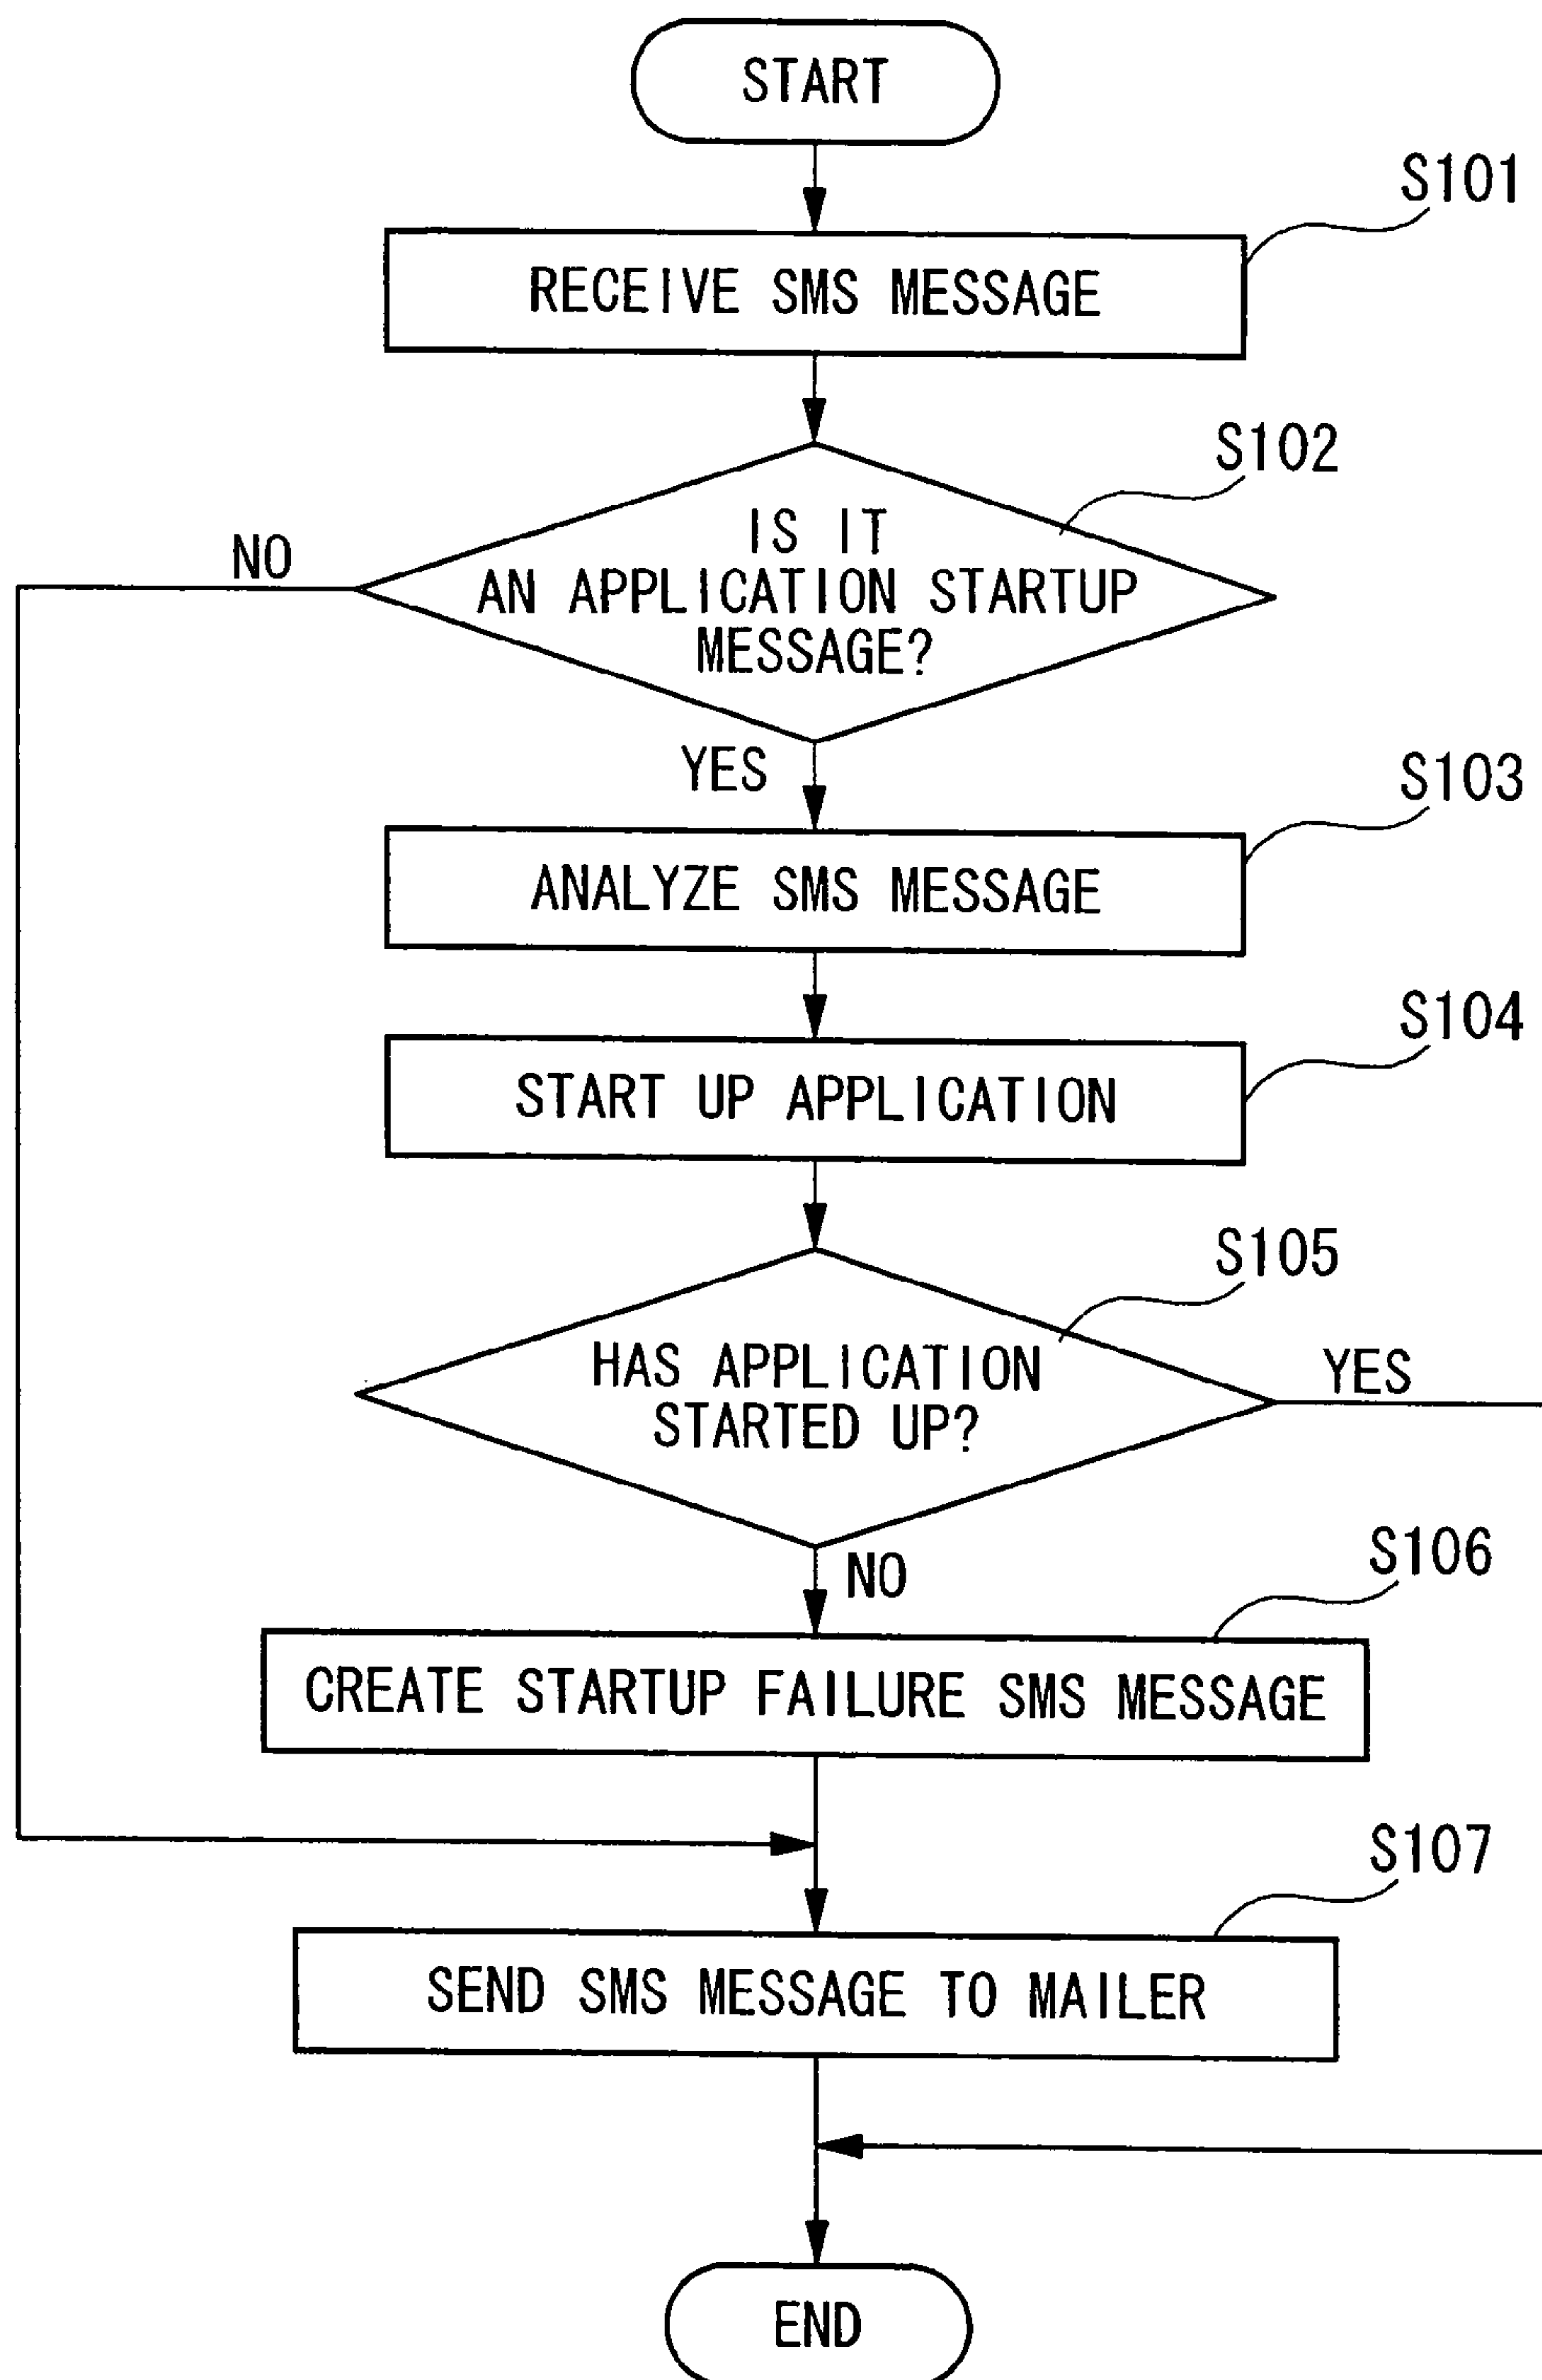 START
S101
RECEIVE SMS MESSAGE
S102
NO
IS IT
AN APPLICATION STARTUP
MESSAGE?
YES
S103
ANALYZE SMS MESSAGE
S104
START UP APPLICATION
S105
HAS APPLICATION
STARTED UP?
YES
NO
S106
CREATE STARTUP FAILURE SMS MESSAGE
S107
SEND SMS MESSAGE TO MAILER
END